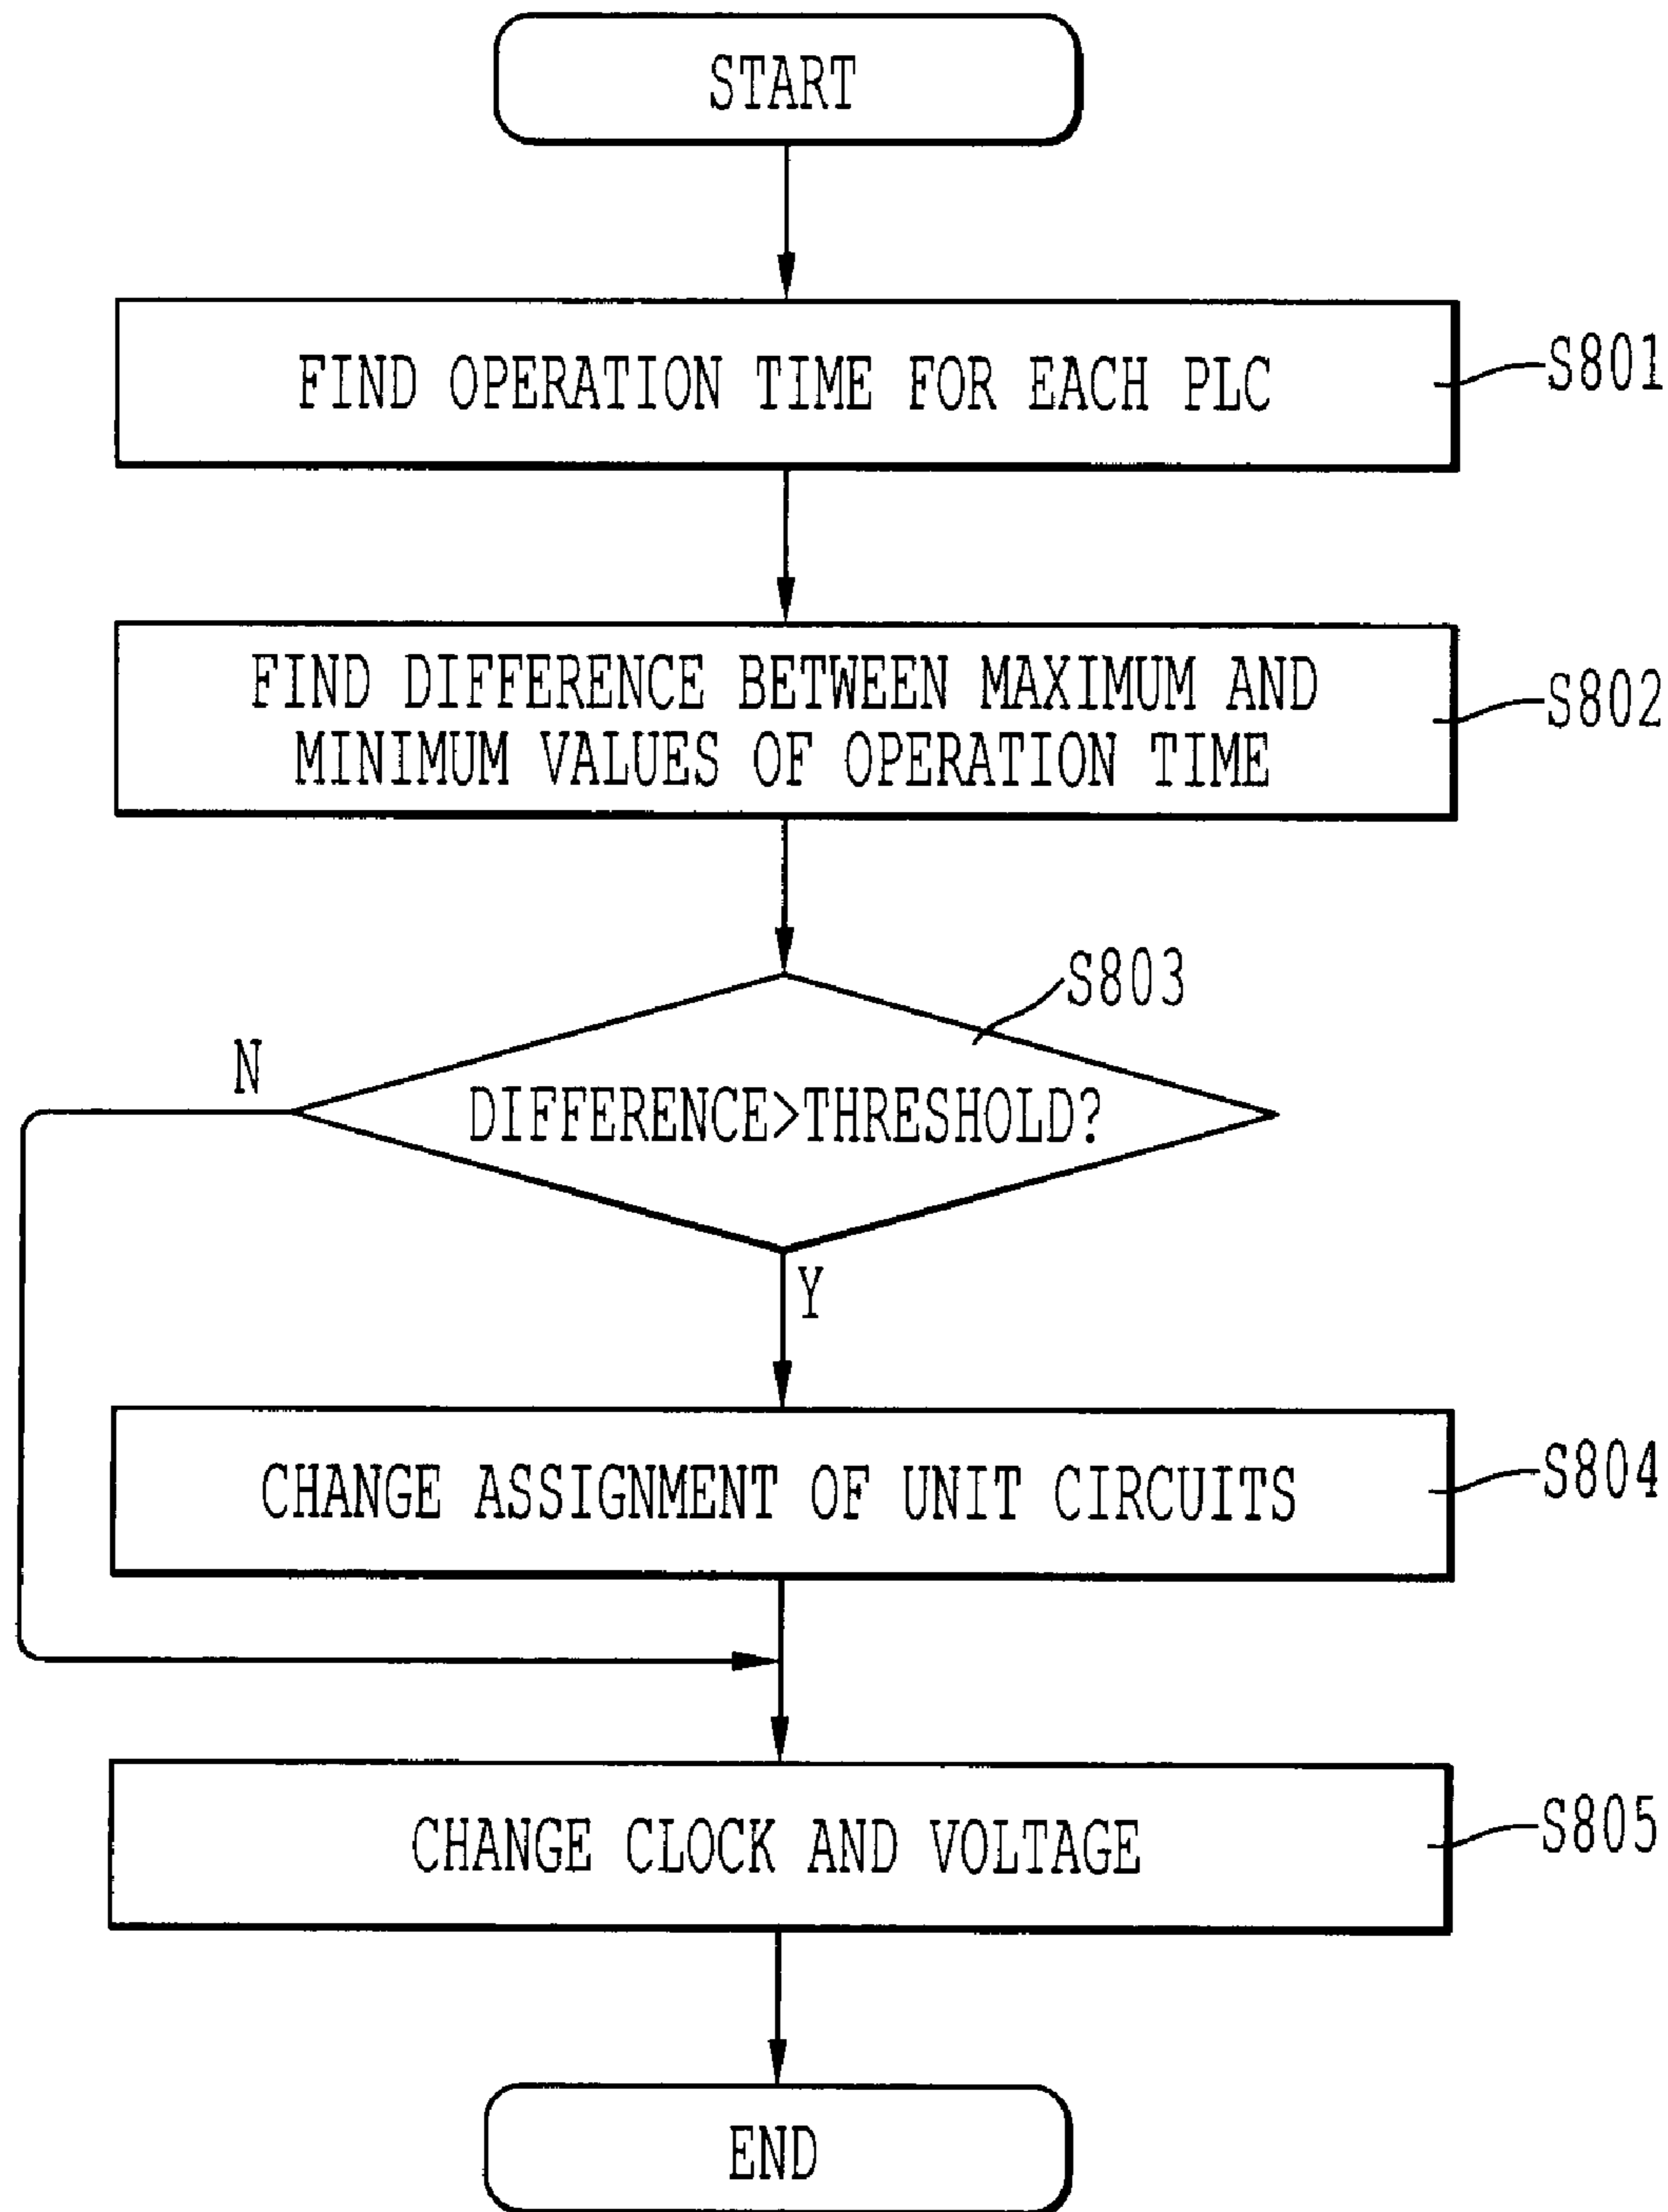 START
FIND OPERATION TIME FOR EACH PLC
S801
FIND DIFFERENCE BETWEEN MAXIMUM AND
MINIMUM VALUES OF OPERATION TIME
S802
S803
N
DIFFERENCE>THRESHOLD?
Y
CHANGE ASSIGNMENT OF UNIT CIRCUITS
S804
CHANGE CLOCK AND VOLTAGE
S805
END